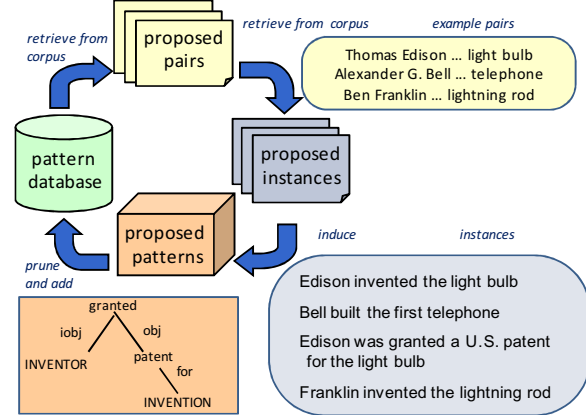 retrieve from
corpus
proposed
pairs
retrieve from corpus
example pairs
Thomas Edison ... light bulb
Alexander G. Bell ... telephone
Ben Franklin ... lightning rod
pattern
database
proposed
instances
proposed
patterns
induce
instances
prune
and add
granted
iobj
obj
INVENTOR
patent
for
INVENTION
Edison invented the light bulb
Bell built the first telephone
Edison was granted a U.S. patent
for the light bulb
Franklin invented the lightning rod